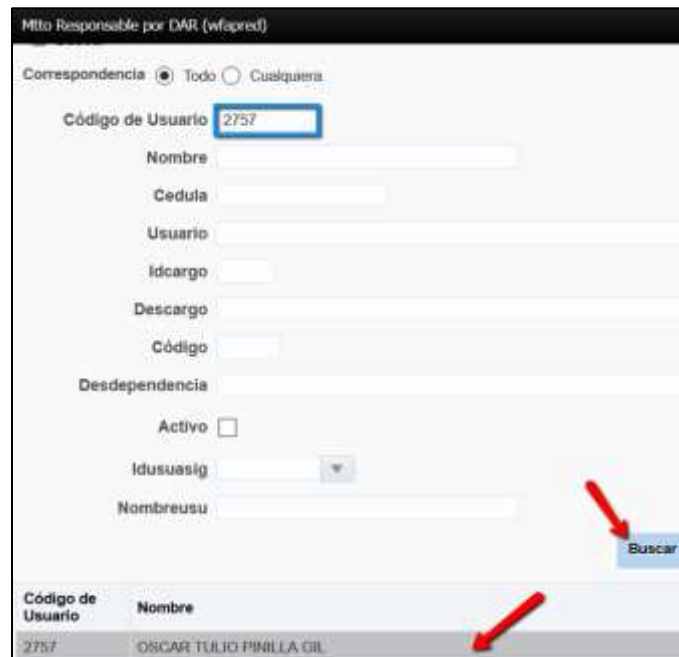 Mtto Responsable por DAR (wfapred)
Correspondencia Todo Cualquiera
Código de Usuario 2757
Nombre
Cedula
Usuario
Idcargo
Descargo
Código
Desdependencia
Activo
Idusuasig
Nombreusu
Buscar
Código de Usuario Nombre
2757 OSCAR TULIO PINILLA GIL